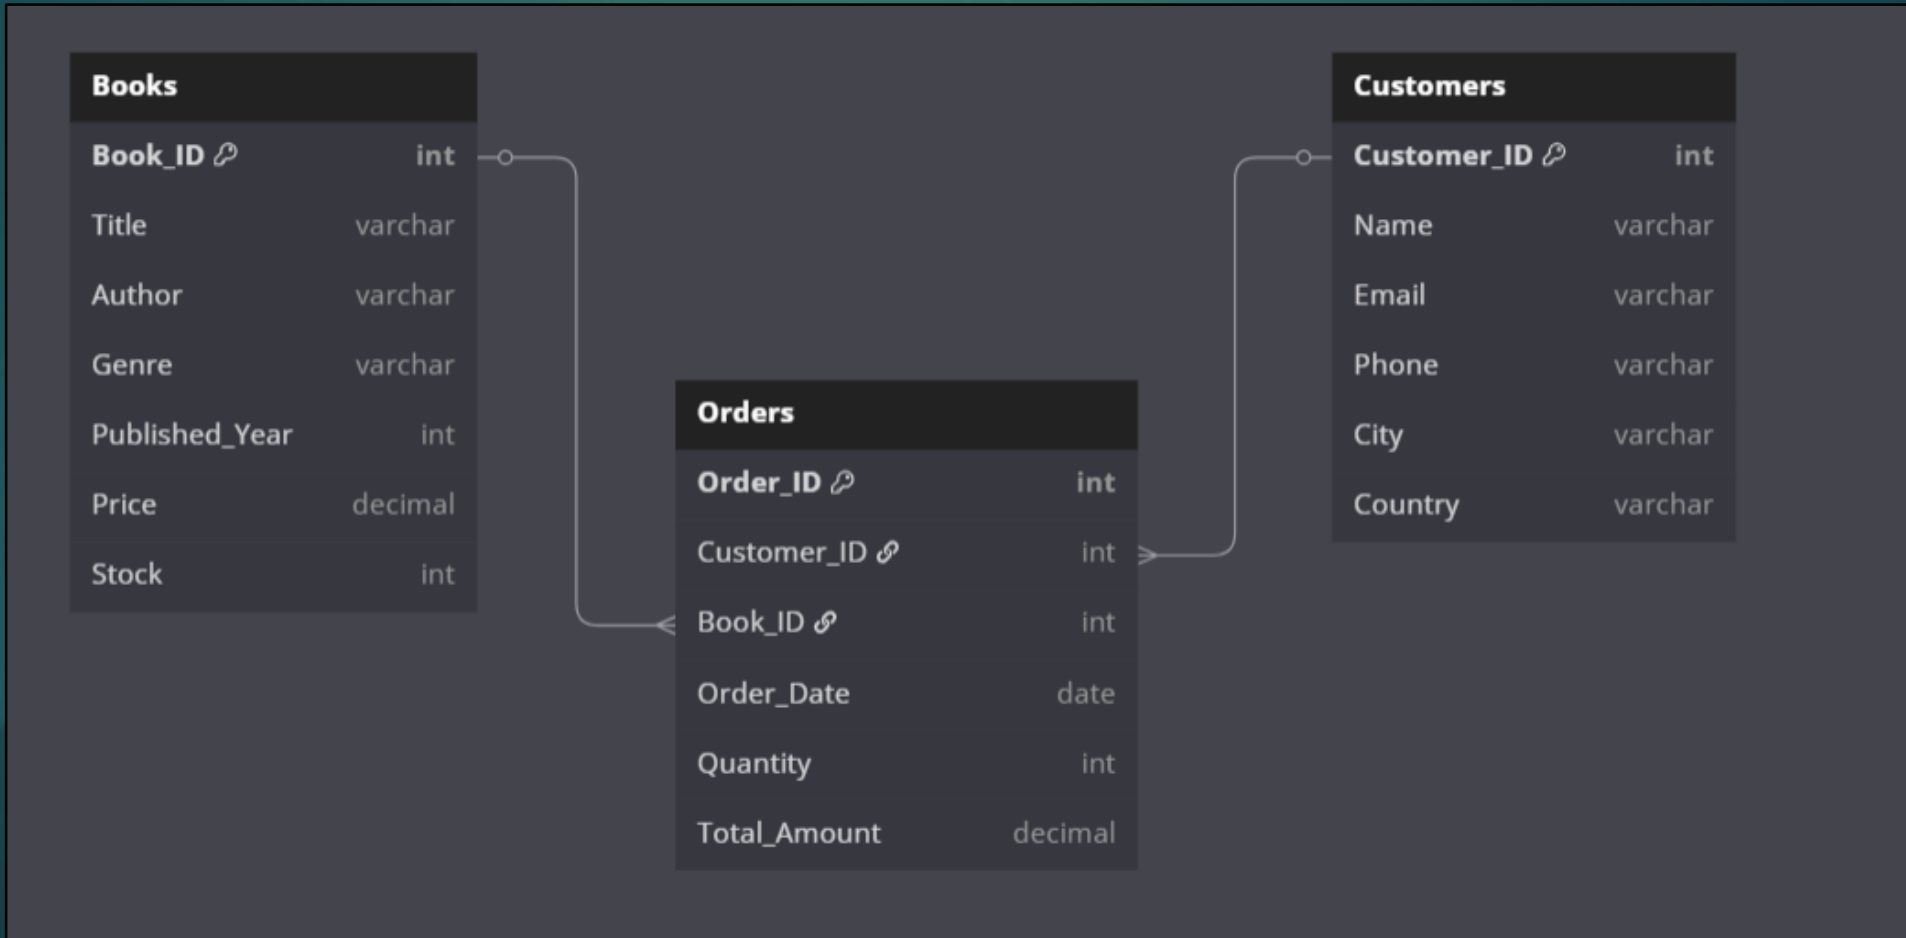 Books
Book_ID int
Title varchar
Author varchar
Genre varchar
Published_Year int
Price decimal
Stock int
Orders
Order_ID int
Customer_ID int
Book_ID int
Order_Date date
Quantity int
Total_Amount decimal
Customers
Customer_ID int
Name varchar
Email varchar
Phone varchar
City varchar
Country varchar